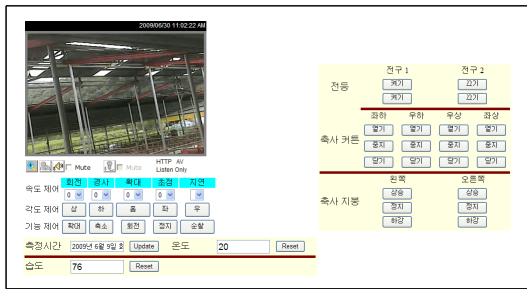 2009/06/30 11:02:22 AM
Mute
Mute
HTTP AV
Listen Only
속도 제어
회전 경사 확대 초점 지연
0 0 0 0
각도 제어 상 하 홈 좌 우
기능 제어 확대 축소 회전 정지 순찰
측정시간 2009년 6월 9일 Update 온도 20 Reset
습도 76 Reset
전구 1 전구 2
전등
켜기 끄기
켜기 끄기
좌하 우하 우상 좌상
축사 커튼
열기 열기 열기 열기
중지 중지 중지 중지
닫기 닫기 닫기 닫기
왼쪽 오른쪽
축사 지붕
상승 상승
정지 정지
하강 하강